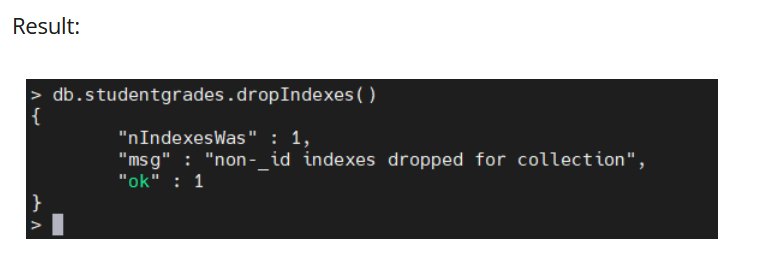 Result:
> db.studentgrades.dropIndexes()
{
        "nIndexesWas" : 1,
        "msg" : "non-_id indexes dropped for collection",
        "ok" : 1
}
>